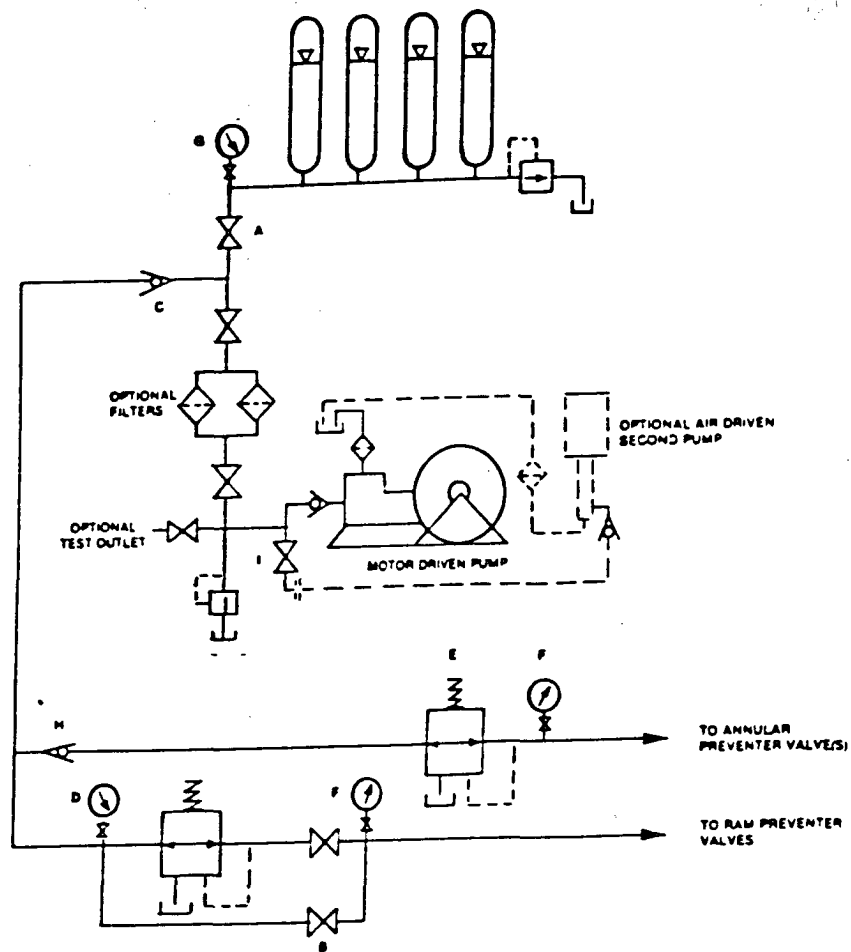 G
A
C
OPTIONAL
FILTERS
OPTIONAL AIR DRIVEN
SECOND PUMP
OPTIONAL
TEST OUTLET
I
MOTOR DRIVEN PUMP
E
F
H
TO ANNULAR
PREVENTER VALVE(S)
D
F
TO RAM PREVENTER
VALVES
B